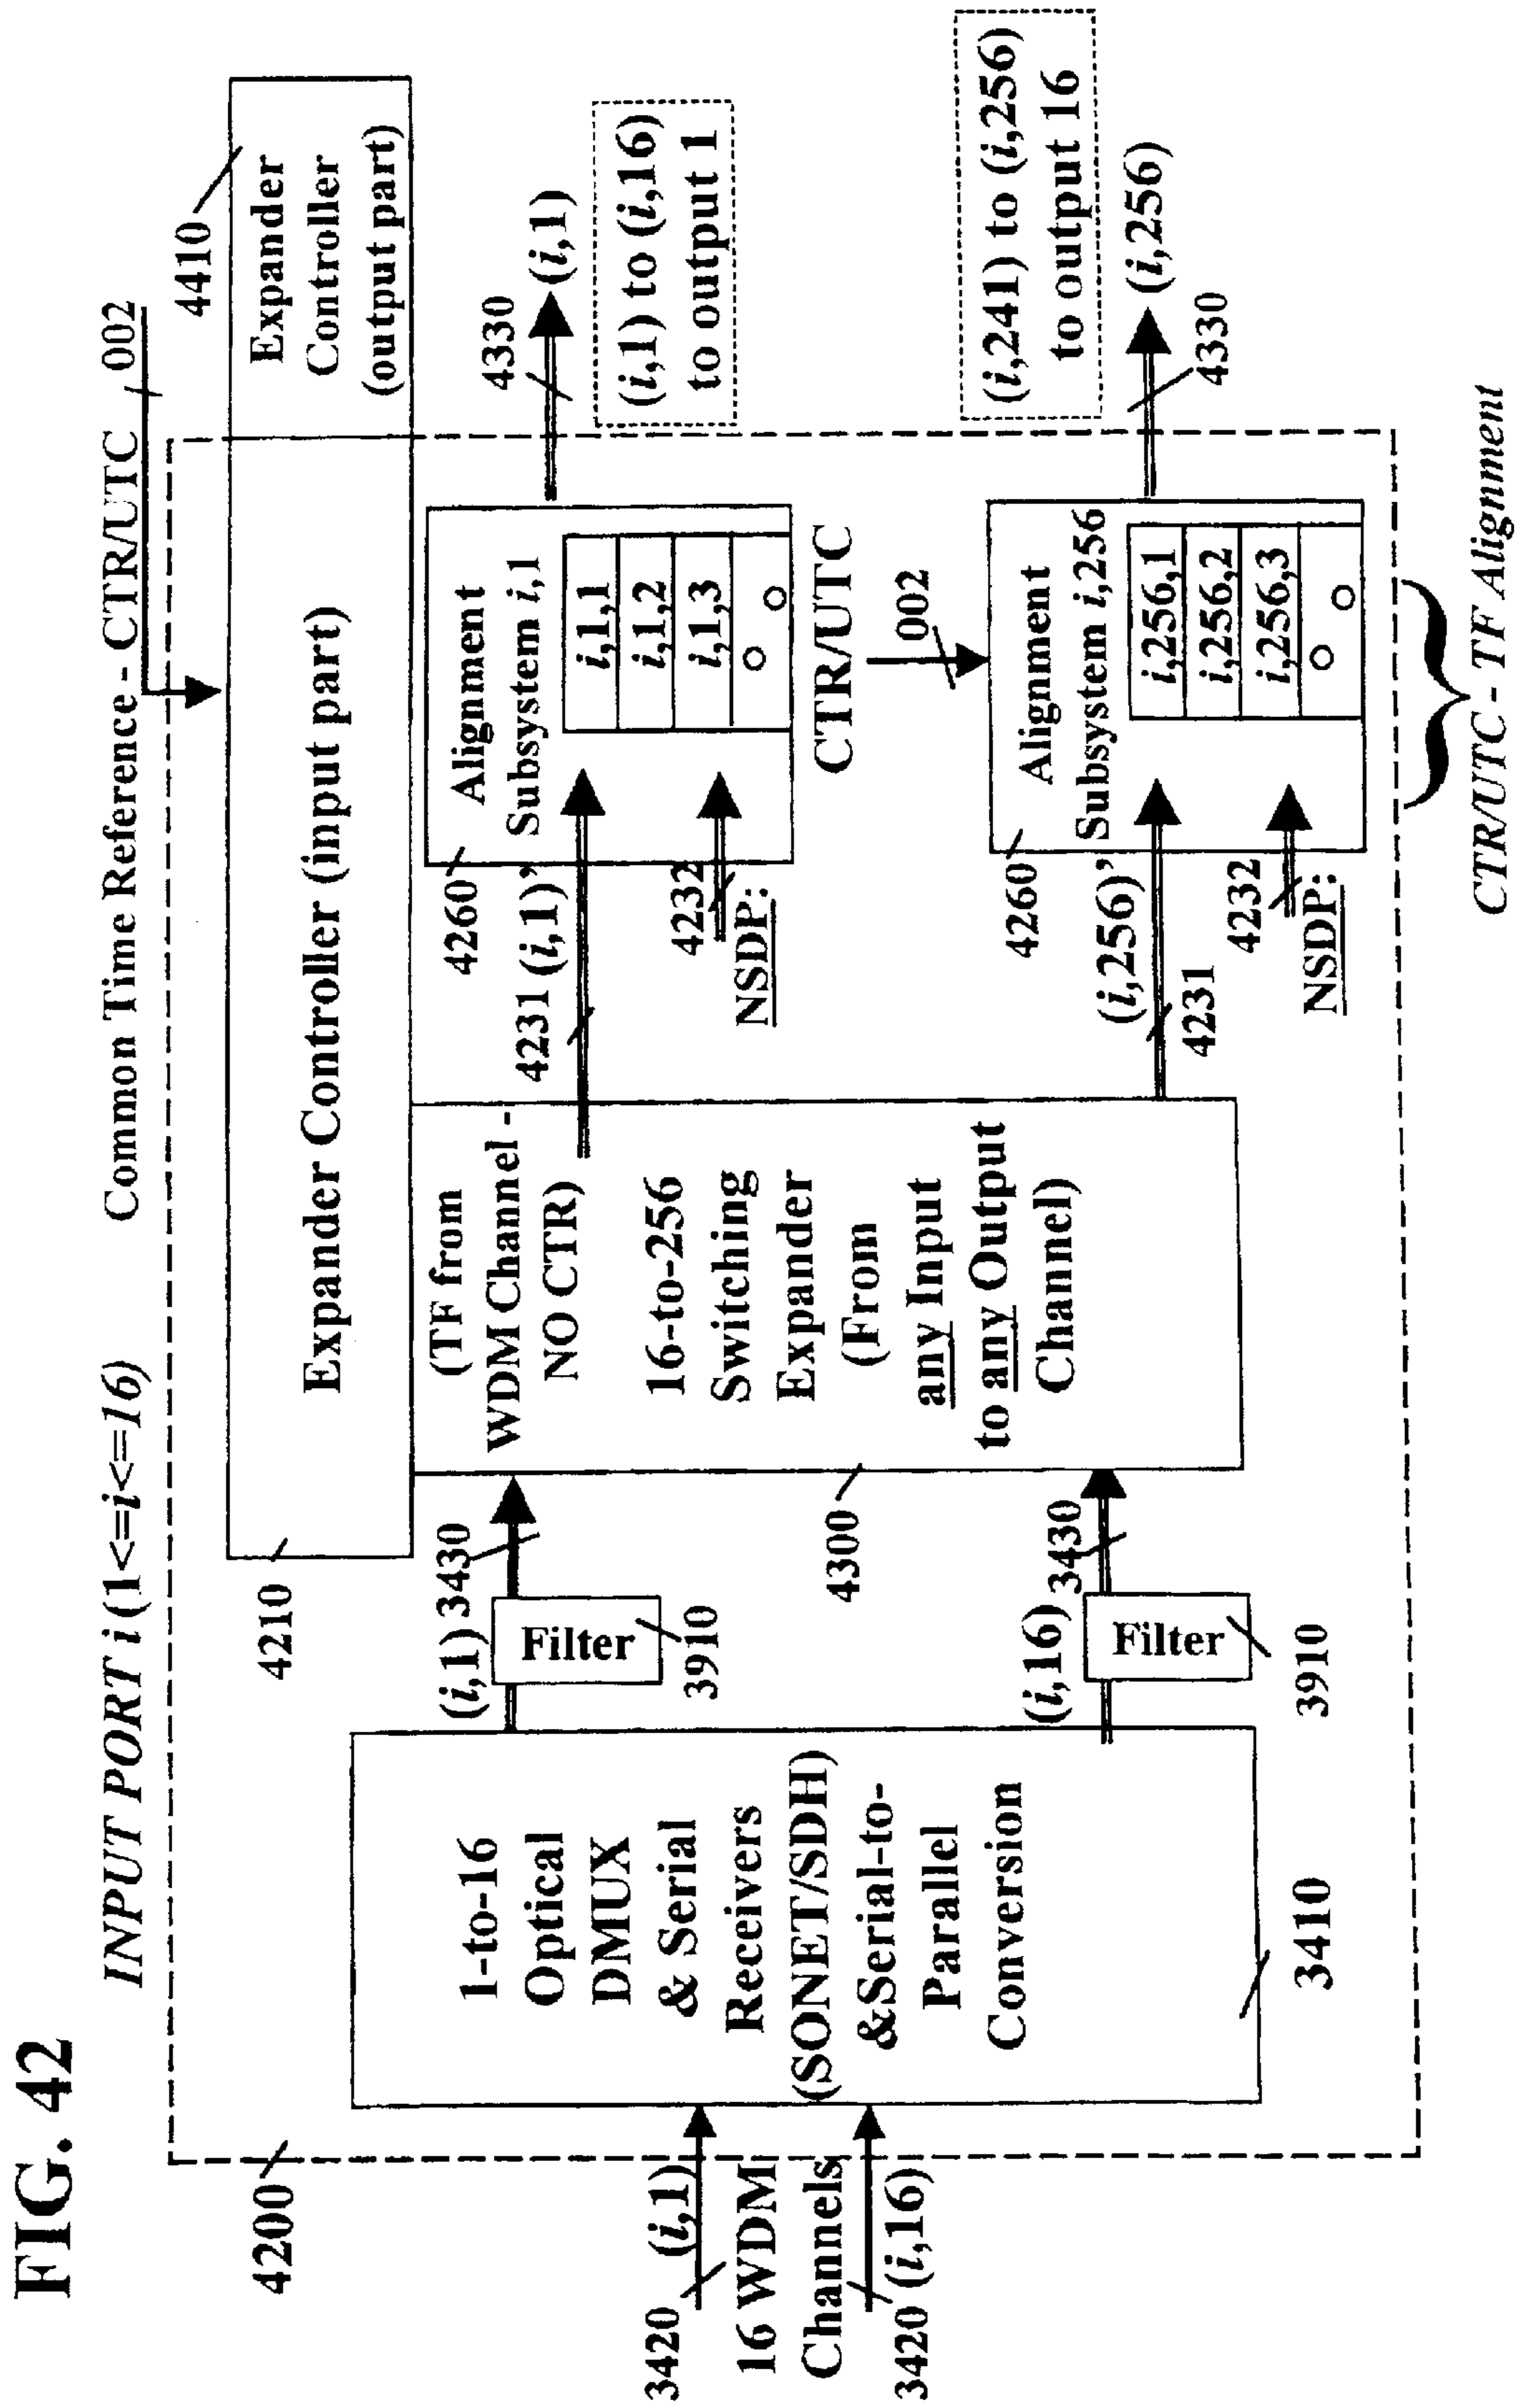 FIG. 42
INPUT PORT i (1<=i<=16)
Common Time Reference - CTR/UTC
002
4200
4210
Expander Controller (input part)
4410
Expander
Controller
(output part)
3420
(i,1)
16 WDM
Channels
3420 (i,16)
1-to-16
Optical
DMUX
& Serial
Receivers
(SONET/SDH)
&Serial-to-
Parallel
Conversion
3410
(i,1) 3430
Filter
3910
(i,16) 3430
Filter
3910
4300
(TF from
WDM Channel -
NO CTR)
16-to-256
Switching
Expander
(From
any Input
to any Output
Channel)
4231 (i,1)’
4260
4232
NSDP:
Alignment
Subsystem i,1
i,1,1
i,1,2
i,1,3
4330
(i,1)
(i,1) to (i,16)
to output 1
CTR/UTC
002
(i,256)’
4231
4260
4232
NSDP:
Alignment
Subsystem i,256
i,256,1
i,256,2
i,256,3
(i,241) to (i,256)
to output 16
(i,256)
4330
CTR/UTC - TF Alignment